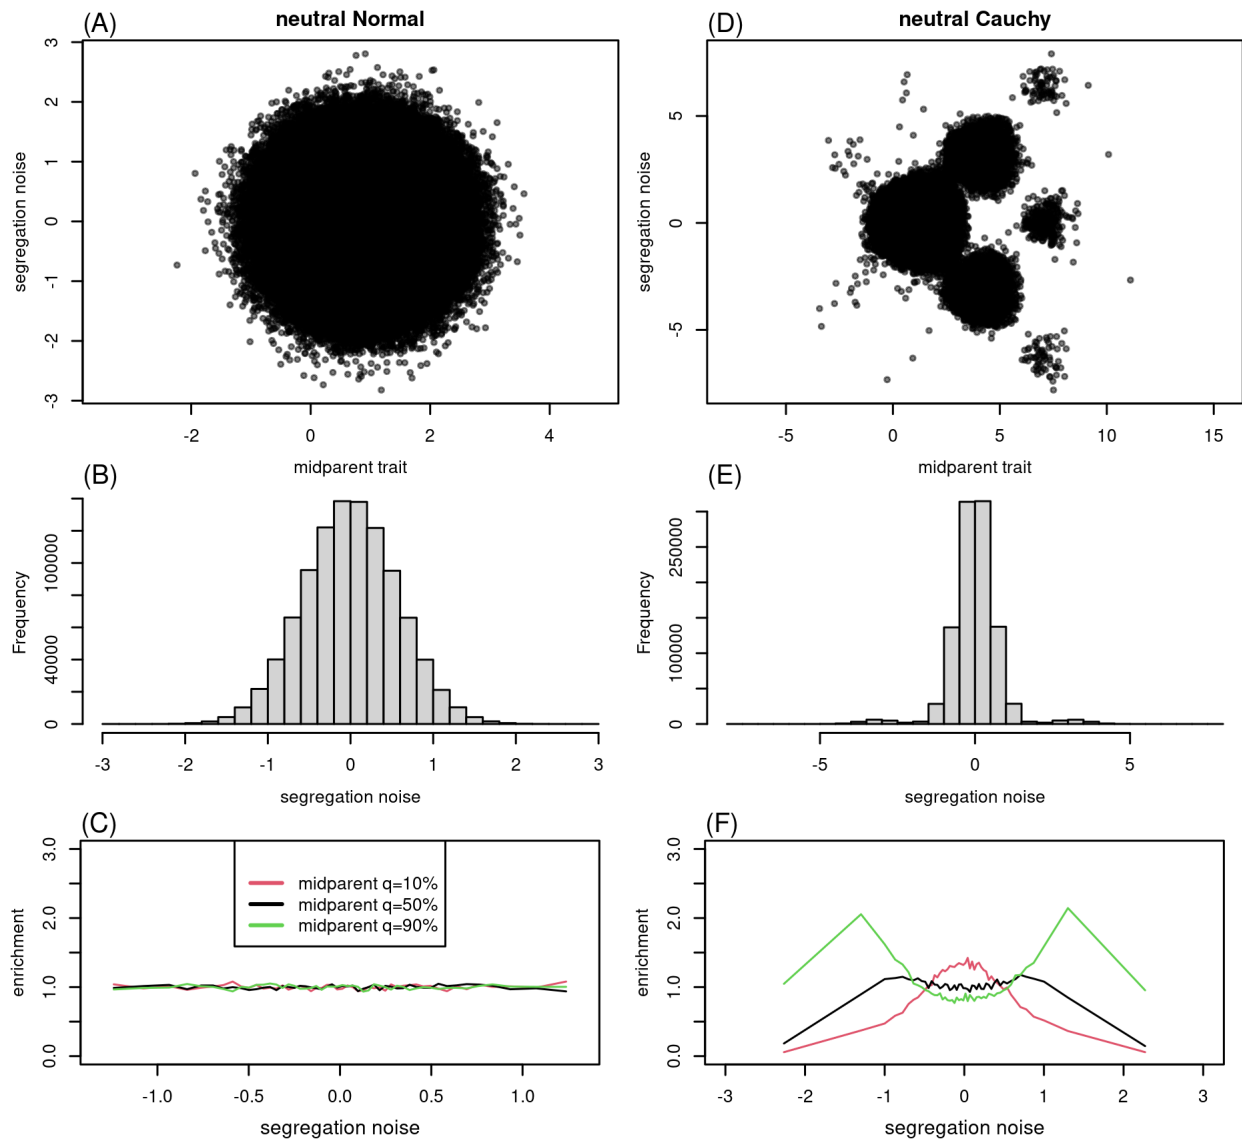 (A)
neutral Normal
3
2
1
0
-1
-2
-3
segregation noise
-2
0
2
4
midparent trait
(D)
neutral Cauchy
5
0
-5
segregation noise
-5
0
5
10
15
midparent trait
(B)
100000
40000
0
Frequency
-3
-2
-1
0
1
2
3
segregation noise
(E)
250000
100000
0
Frequency
-5
0
5
segregation noise
(C)
3.0
2.0
1.0
0.0
enrichment
midparent q=10%
midparent q=50%
midparent q=90%
-1.0
-0.5
0.0
0.5
1.0
segregation noise
(F)
3.0
2.0
1.0
0.0
enrichment
-3
-2
-1
0
1
2
3
segregation noise